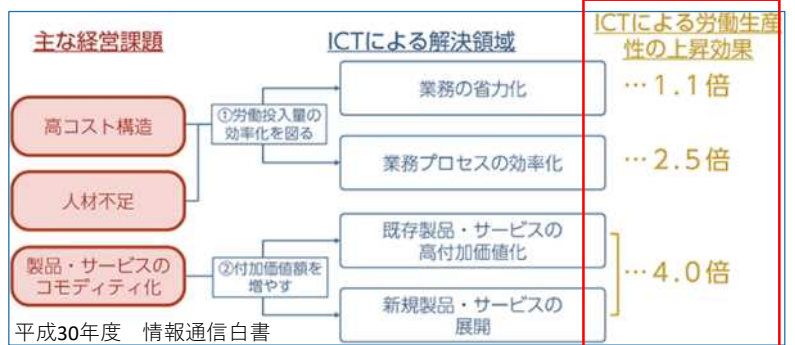 主な経営課題
ICTによる解決領域
ICTによる労働生産
性の上昇効果
高コスト構造
人材不足
製品・サービスの
コモディティ化
①労働投入量の
効率化を図る
②付加価値額を
増やす
業務の省力化
業務プロセスの効率化
既存製品・サービスの
高付加価値化
新規製品・サービスの
展開
…1.1倍
…2.5倍
…4.0倍
平成30年度 情報通信白書